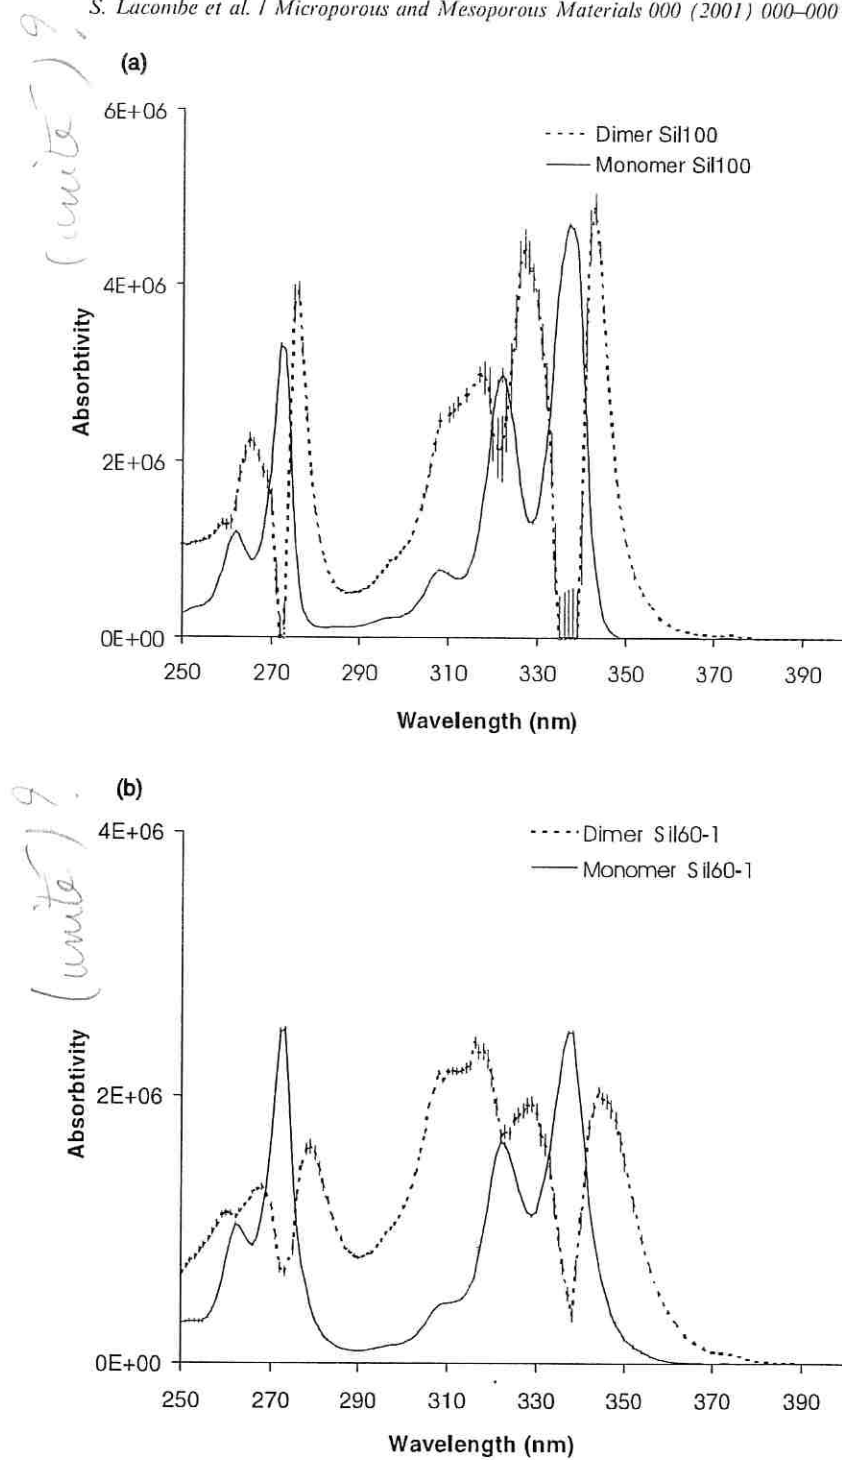 S. Lacombe et al. / Microporous and Mesoporous Materials 000 (2001) 000–000
(unité)?
(a)
6E+06
4E+06
2E+06
0E+00
Absorbtivity
Dimer Sil100
Monomer Sil100
250 270 290 310 330 350 370 390
Wavelength (nm)
(unité)?
(b)
4E+06
2E+06
0E+00
Absorbtivity
Dimer Sil60-1
Monomer Sil60-1
250 270 290 310 330 350 370 390
Wavelength (nm)